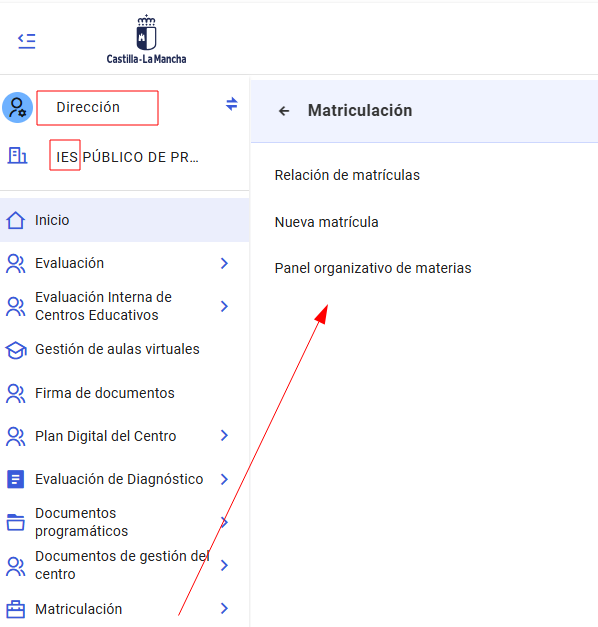 Castilla-La Mancha
Dirección
IES PÚBLICO DE PR...
Inicio
Evaluación
Evaluación Interna de
Centros Educativos
Gestión de aulas virtuales
Firma de documentos
Plan Digital del Centro
Evaluación de Diagnóstico
Documentos
programáticos
Documentos de gestión del
centro
Matriculación
Matriculación
Relación de matrículas
Nueva matrícula
Panel organizativo de materias